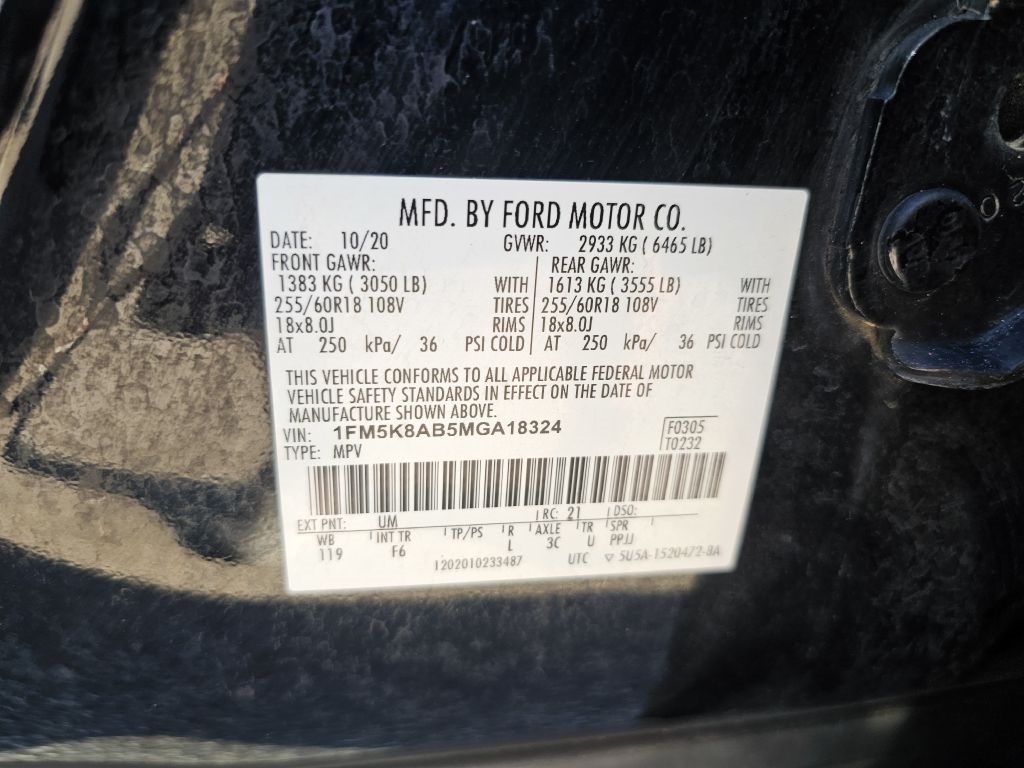 MFD. BY FORD MOTOR CO.
DATE: 10/20 GVWR: 2933 KG ( 6465 LB)
FRONT GAWR: REAR GAWR:
1383 KG ( 3050 LB) WITH 1613 KG ( 3555 LB) WITH
255/60R18 108V TIRES 255/60R18 108V TIRES
18x8.0J RIMS 18x8.0J RIMS
AT 250 kPa/ 36 PSI COLD AT 250 kPa/ 36 PSI COLD
THIS VEHICLE CONFORMS TO ALL APPLICABLE FEDERAL MOTOR
VEHICLE SAFETY STANDARDS IN EFFECT ON THE DATE OF
MANUFACTURE SHOWN ABOVE.
VIN: 1FM5K8AB5MGA18324 F0305
TYPE: MPV T0232
EXT PNT: UM RC: 21 DSO:
WB INT TR TP/PS R AXLE TR SPR
119 F6 L 3C U PPJJ
1202010233487 UTC ▽ 5U5A-1520472-BA